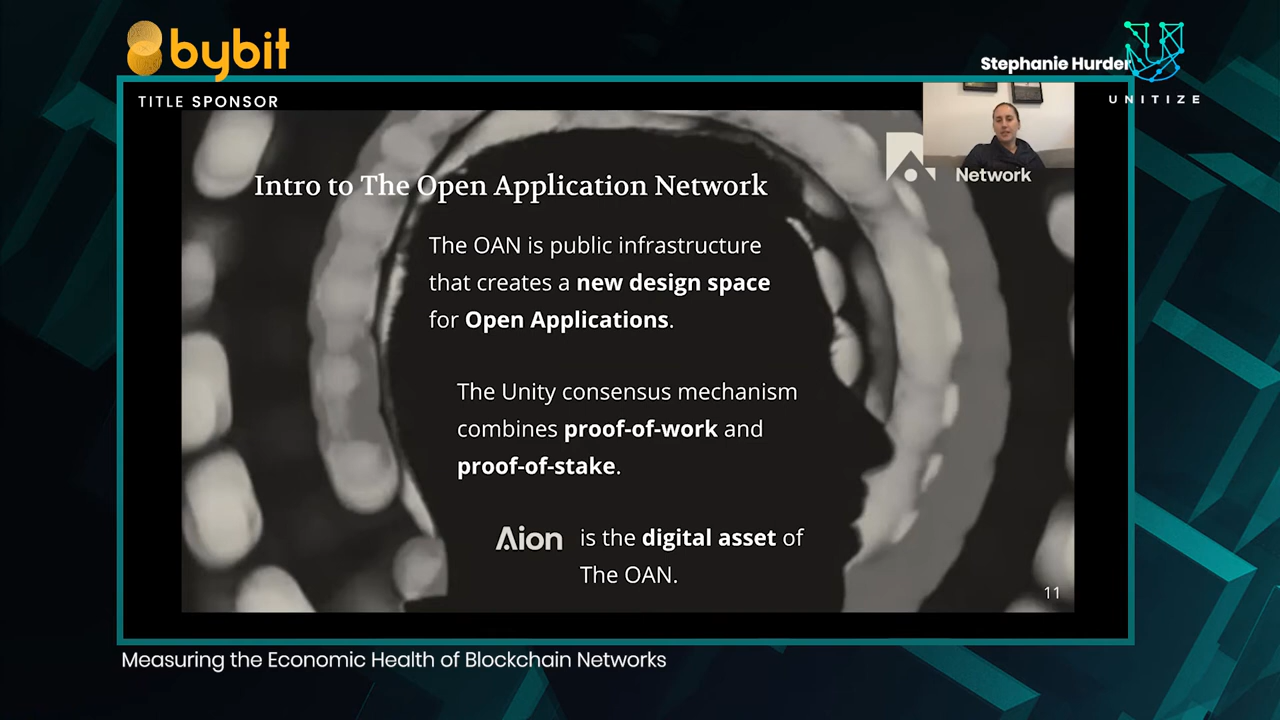 bybit
Stephanie Hurder
TITLE SPONSOR
UNITIZE
Intro to The Open Application Network
Network
The OAN is public infrastructure
that creates a new design space
for Open Applications.
The Unity consensus mechanism
combines proof-of-work and
proof-of-stake.
Aion is the digital asset of
The OAN.
11
Measuring the Economic Health of Blockchain Networks